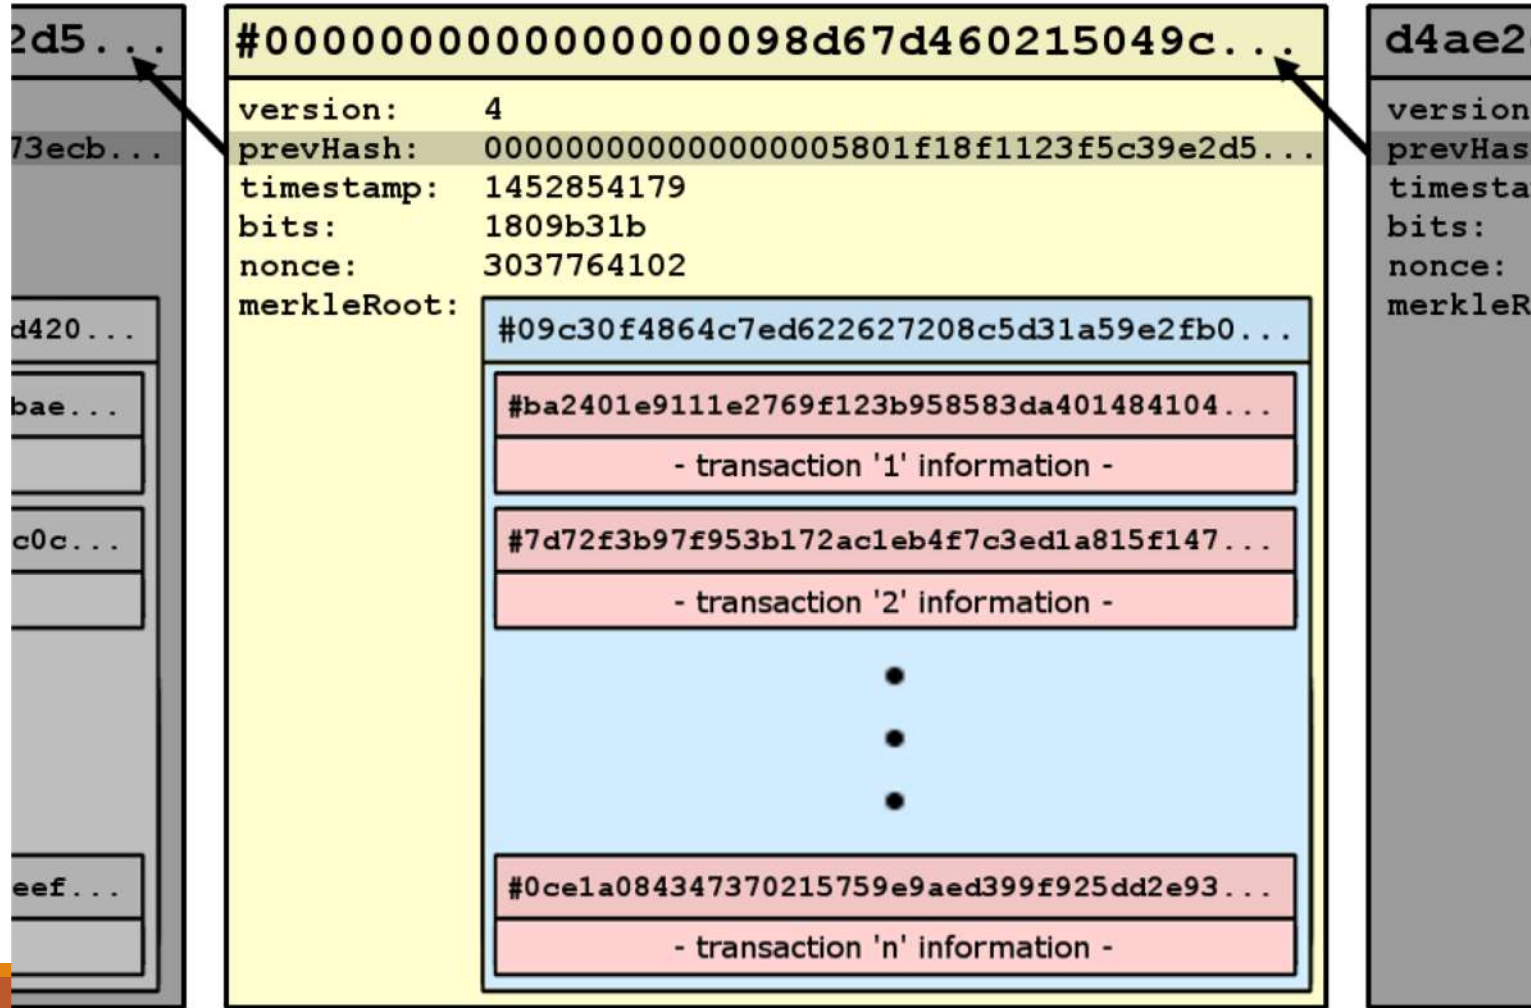 2d5...
73ecb...
d420...
bae...
c0c...
eef...
#0000000000000000098d67d460215049c...
version: 4
prevHash: 000000000000000005801f18f1123f5c39e2d5...
timestamp: 1452854179
bits: 1809b31b
nonce: 3037764102
merkleRoot:
#09c30f4864c7ed622627208c5d31a59e2fb0...
#ba2401e9111e2769f123b958583da401484104...
- transaction '1' information -
#7d72f3b97f953b172ac1eb4f7c3ed1a815f147...
- transaction '2' information -
#0ce1a084347370215759e9aed399f925dd2e93...
- transaction 'n' information -
d4ae2
version
prevHas
timesta
bits:
nonce:
merkleR